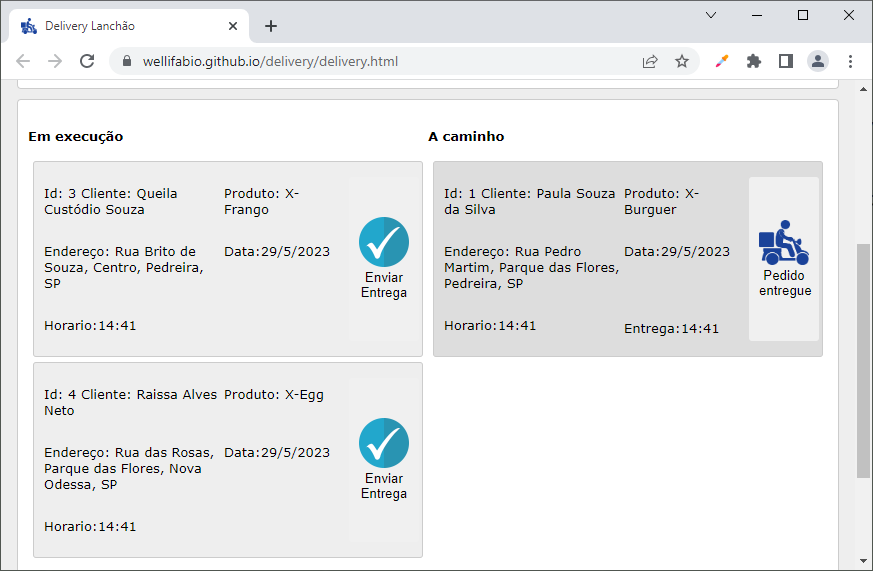 Delivery Lanchão
wellifabio.github.io/delivery/delivery.html
Em execução
Id: 3 Cliente: Queila
Custódio Souza
Produto: X-
Frango
Endereço: Rua Brito de
Souza, Centro, Pedreira,
SP
Data:29/5/2023
Horario:14:41
Enviar
Entrega
Id: 4 Cliente: Raissa Alves
Neto
Produto: X-Egg
Endereço: Rua das Rosas,
Parque das Flores, Nova
Odessa, SP
Data:29/5/2023
Horario:14:41
Enviar
Entrega
A caminho
Id: 1 Cliente: Paula Souza
da Silva
Produto: X-
Burguer
Endereço: Rua Pedro
Martim, Parque das Flores,
Pedreira, SP
Data:29/5/2023
Horario:14:41
Entrega:14:41
Pedido
entregue